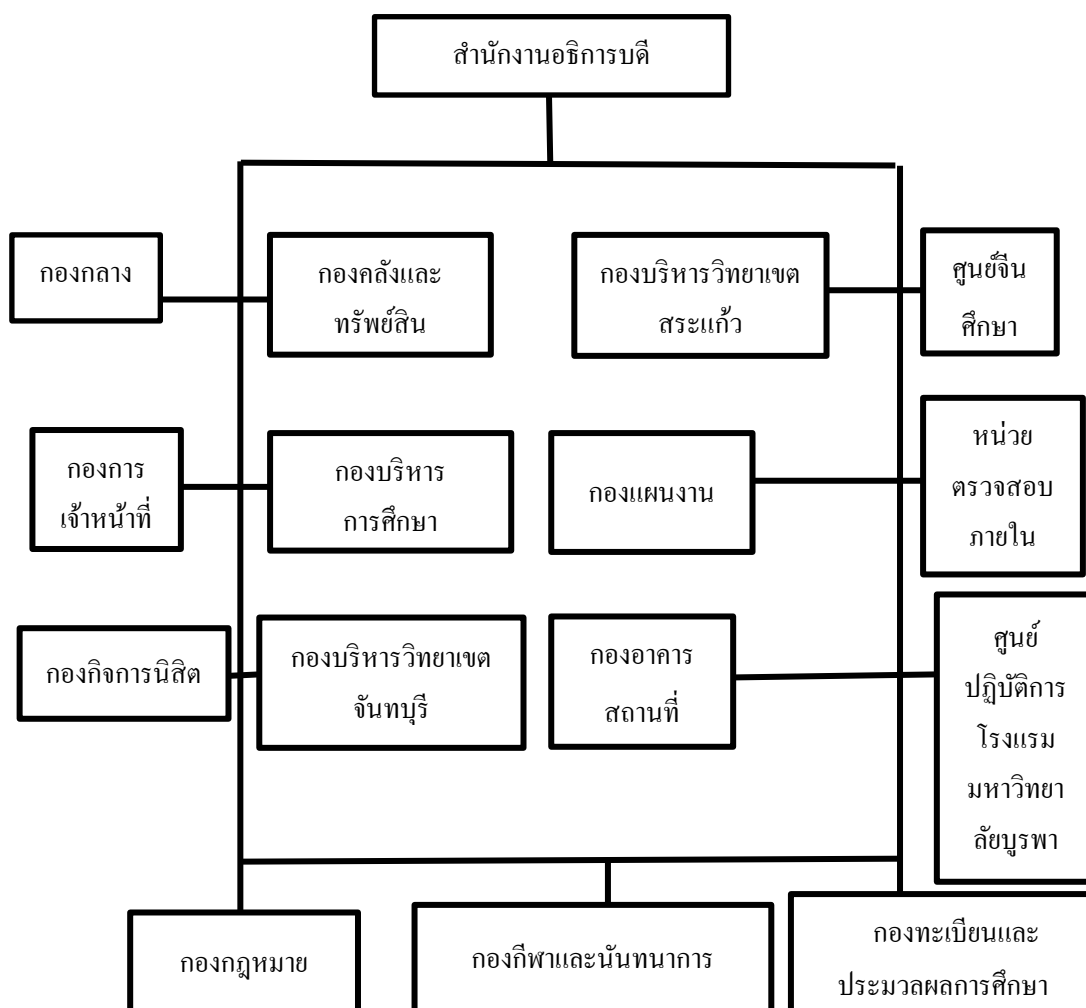 สำนักงานอธิการบดี
กองกลาง
กองคลังและ
ทรัพย์สิน
กองบริหารวิทยาเขต
สระแก้ว
ศูนย์จีน
ศึกษา
กองการ
เจ้าหน้าที่
กองบริหาร
การศึกษา
กองแผนงาน
หน่วย
ตรวจสอบ
ภายใน
กองกิจการนิสิต
กองบริหารวิทยาเขต
จันทบุรี
กองอาคาร
สถานที่
ศูนย์
ปฏิบัติการ
โรงแรม
มหาวิทยา
ลัยบูรพา
กองกฎหมาย
กองกีฬาและนันทนาการ
กองทะเบียนและ
ประมวลผลการศึกษา